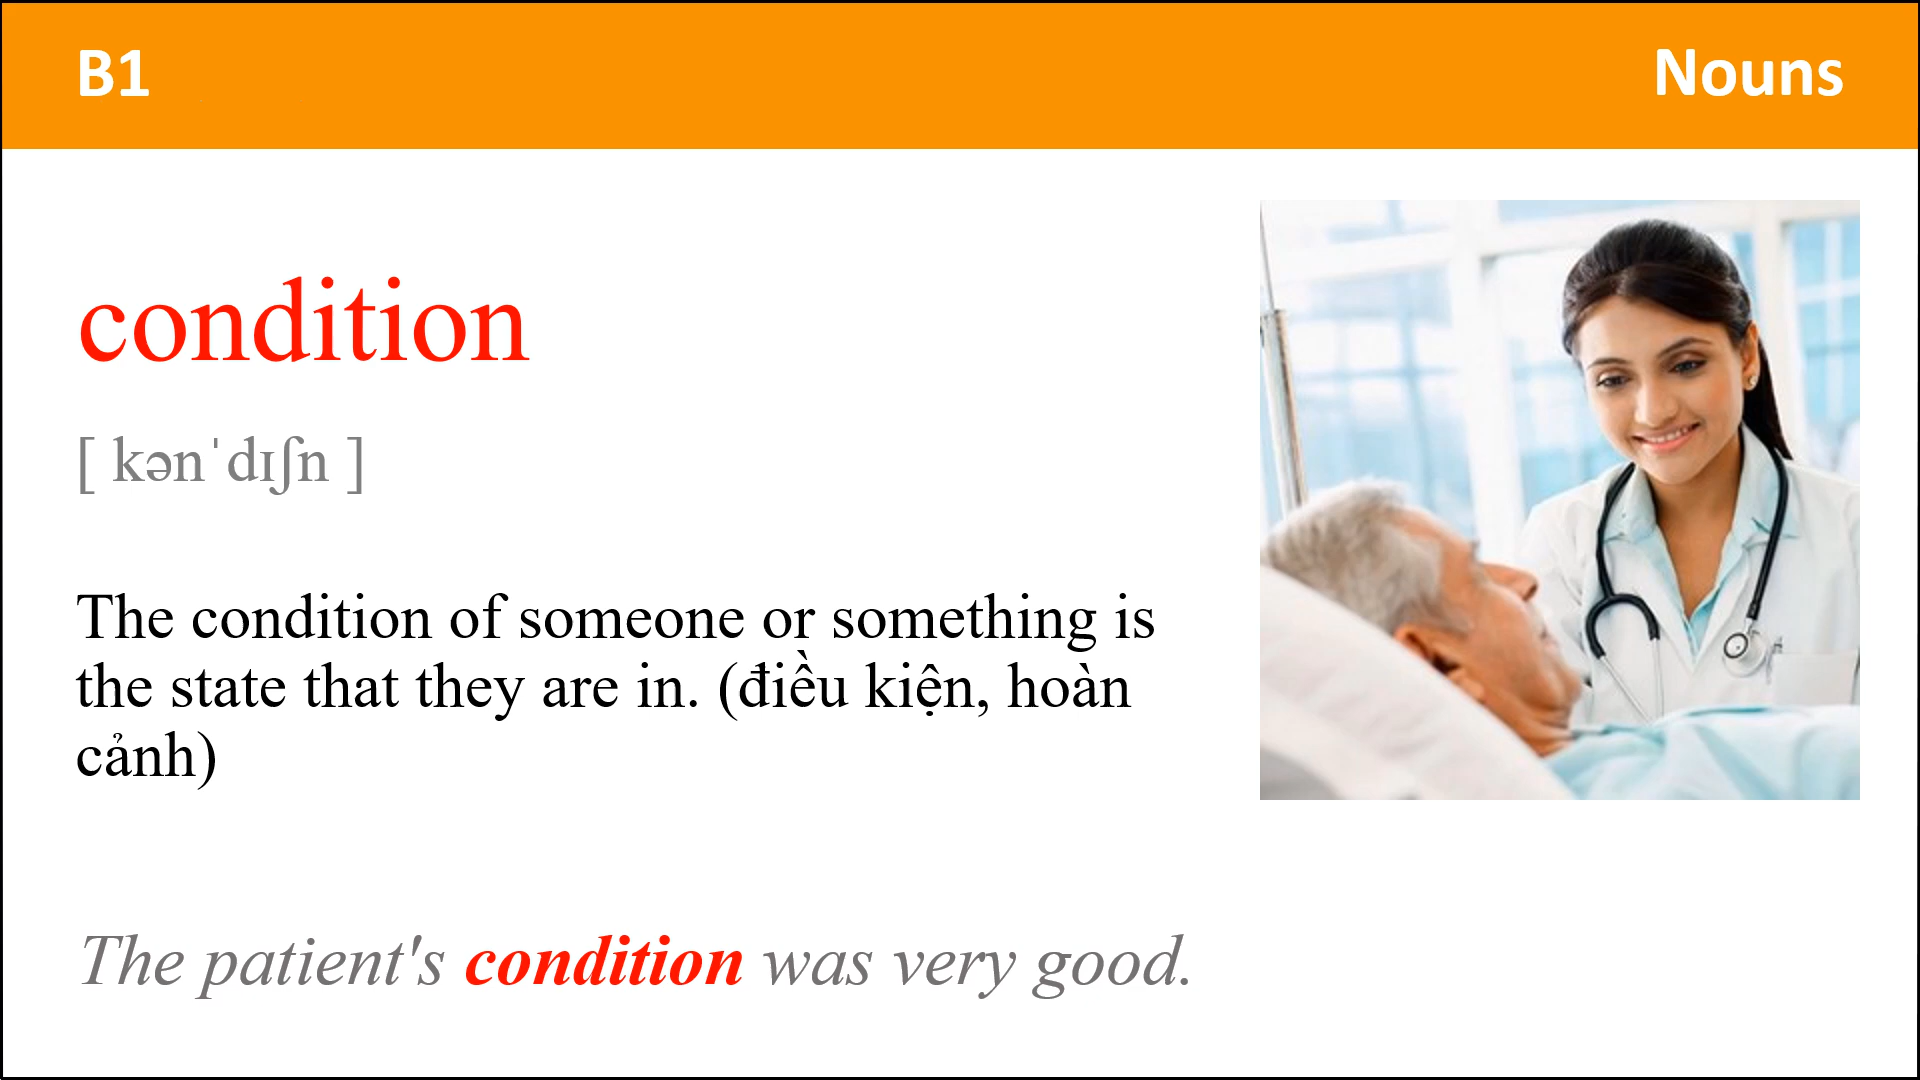 B1
Nouns
condition
[ kənˈdɪʃn ]
The condition of someone or something is
the state that they are in. (điều kiện, hoàn
cảnh)
The patient's condition was very good.